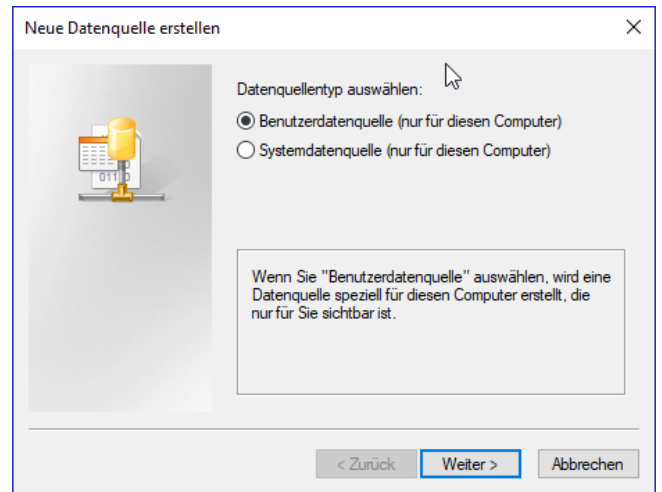 Neue Datenquelle erstellen
Datenquellentyp auswählen:
Benutzerdatenquelle (nur für diesen Computer)
Systemdatenquelle (nur für diesen Computer)
0110
Wenn Sie "Benutzerdatenquelle" auswählen, wird eine
Datenquelle speziell für diesen Computer erstellt, die
nur für Sie sichtbar ist.
< Zurück Weiter > Abbrechen